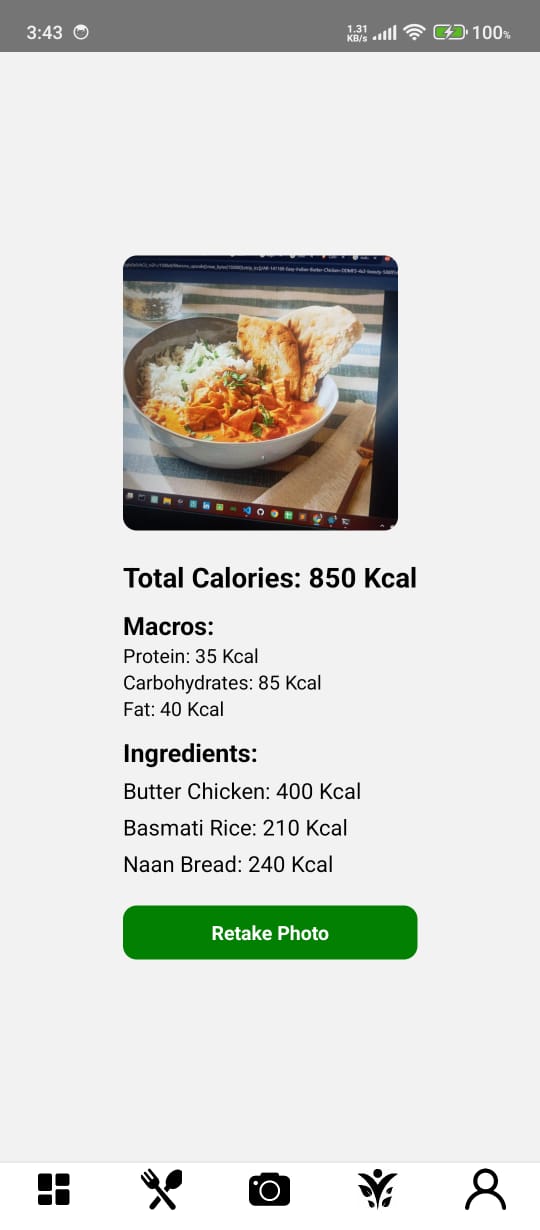 3:43
1.31
KB/s
100%
Total Calories: 850 Kcal
Macros:
Protein: 35 Kcal
Carbohydrates: 85 Kcal
Fat: 40 Kcal
Ingredients:
Butter Chicken: 400 Kcal
Basmati Rice: 210 Kcal
Naan Bread: 240 Kcal
Retake Photo